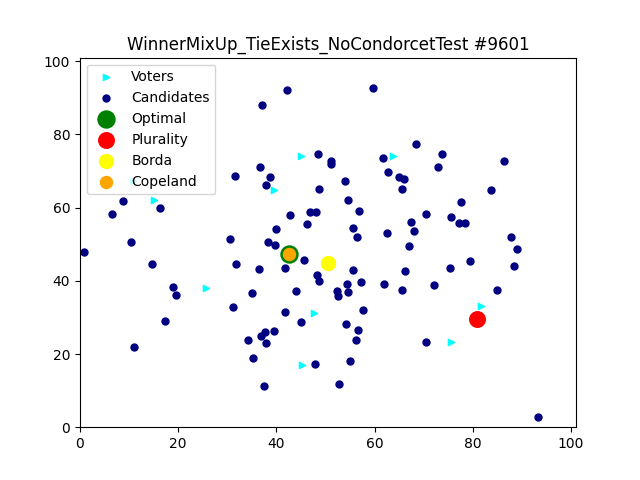 WinnerMixUp_TieExists_NoCondorcetTest #9601
Voters
Candidates
Optimal
Plurality
Borda
Copeland
100
80
60
40
20
0
0 20 40 60 80 100